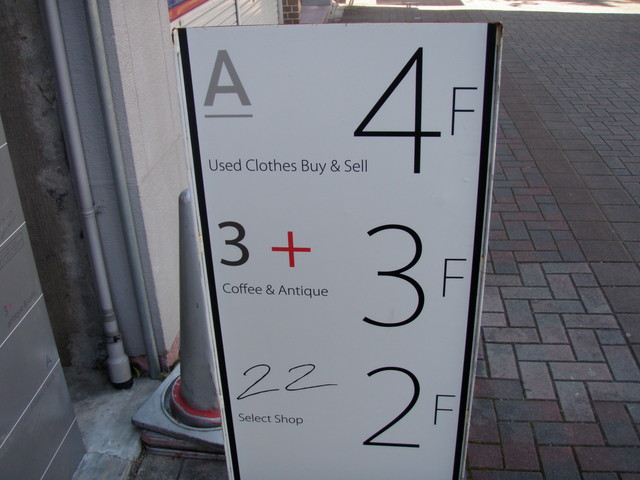 A 4F
Used Clothes Buy & Sell
3+ 3F
Coffee & Antique
22 2F
Select Shop